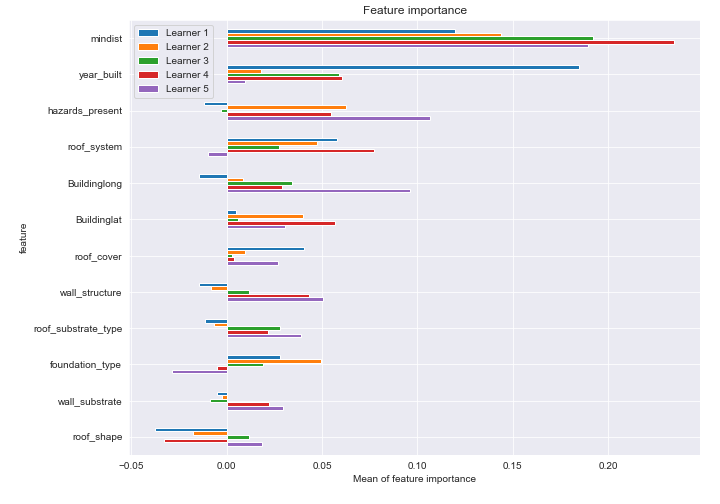 Feature importance
Learner 1
Learner 2
Learner 3
Learner 4
Learner 5
mindist
year_built
hazards_present
roof_system
Buildinglong
Buildinglat
roof_cover
wall_structure
roof_substrate_type
foundation_type
wall_substrate
roof_shape
feature
-0.05 0.00 0.05 0.10 0.15 0.20
Mean of feature importance